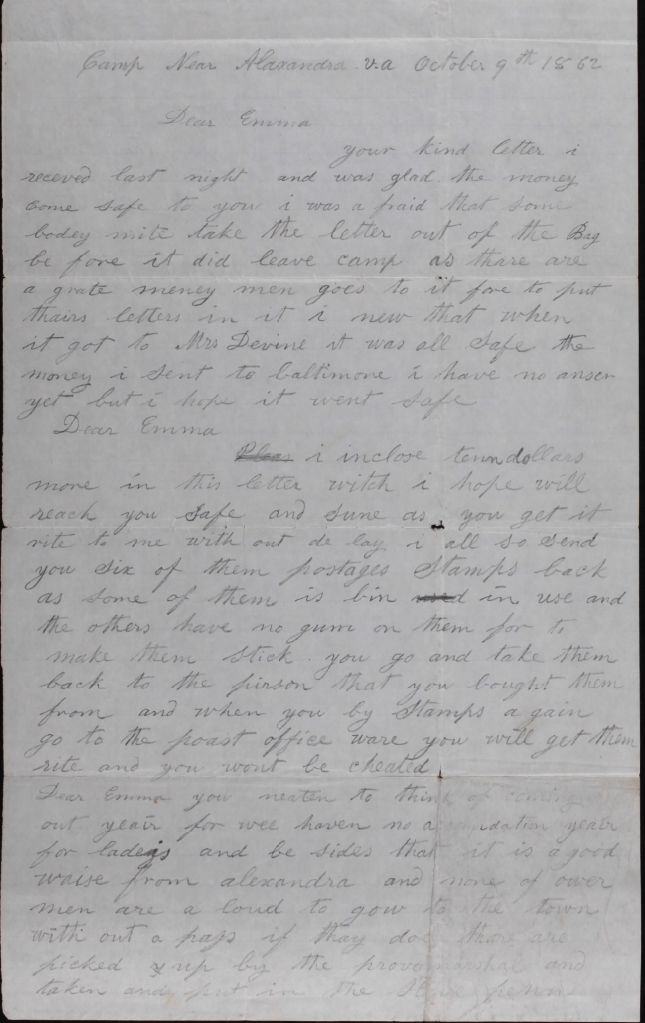 Camp Near Alaxandra va October 9th 1862
Dear Emma
your kind letter i
receved last night and was glad the money
come safe to you i was a fraid that some
bodey mite take the letter out of the Bag
be fore it did leave camp as thare are
a grate meney men goes to it fore to put
thairs letters in it i new that when
it got to Mrs Devine it was all safe the
money i sent to baltimore i have no anser
yet but i hope it went safe
Dear Emma
Pleas i inclose tenn dollars
more in this letter witch i hope will
reach you safe and sune as you get it
rite to me with out de lay i all so send
you six of them postages stamps back
as some of them is bin used in use and
the others have no gum on them for to
make them stick. you go and take them
back to the pirson that you bought them
from and when you by stamps a gain
go to the poast office ware you will get them
rite and you wont be cheated
Dear Emma you neaten to think of coming
out yeair for wee haven no yeair
for ladeys and be sides that it is a good
waise from alexandra and none of ower
men are a loud to gow to the town
with out a pass if thay doe thare are
picked up by the and
taken and put in the penn